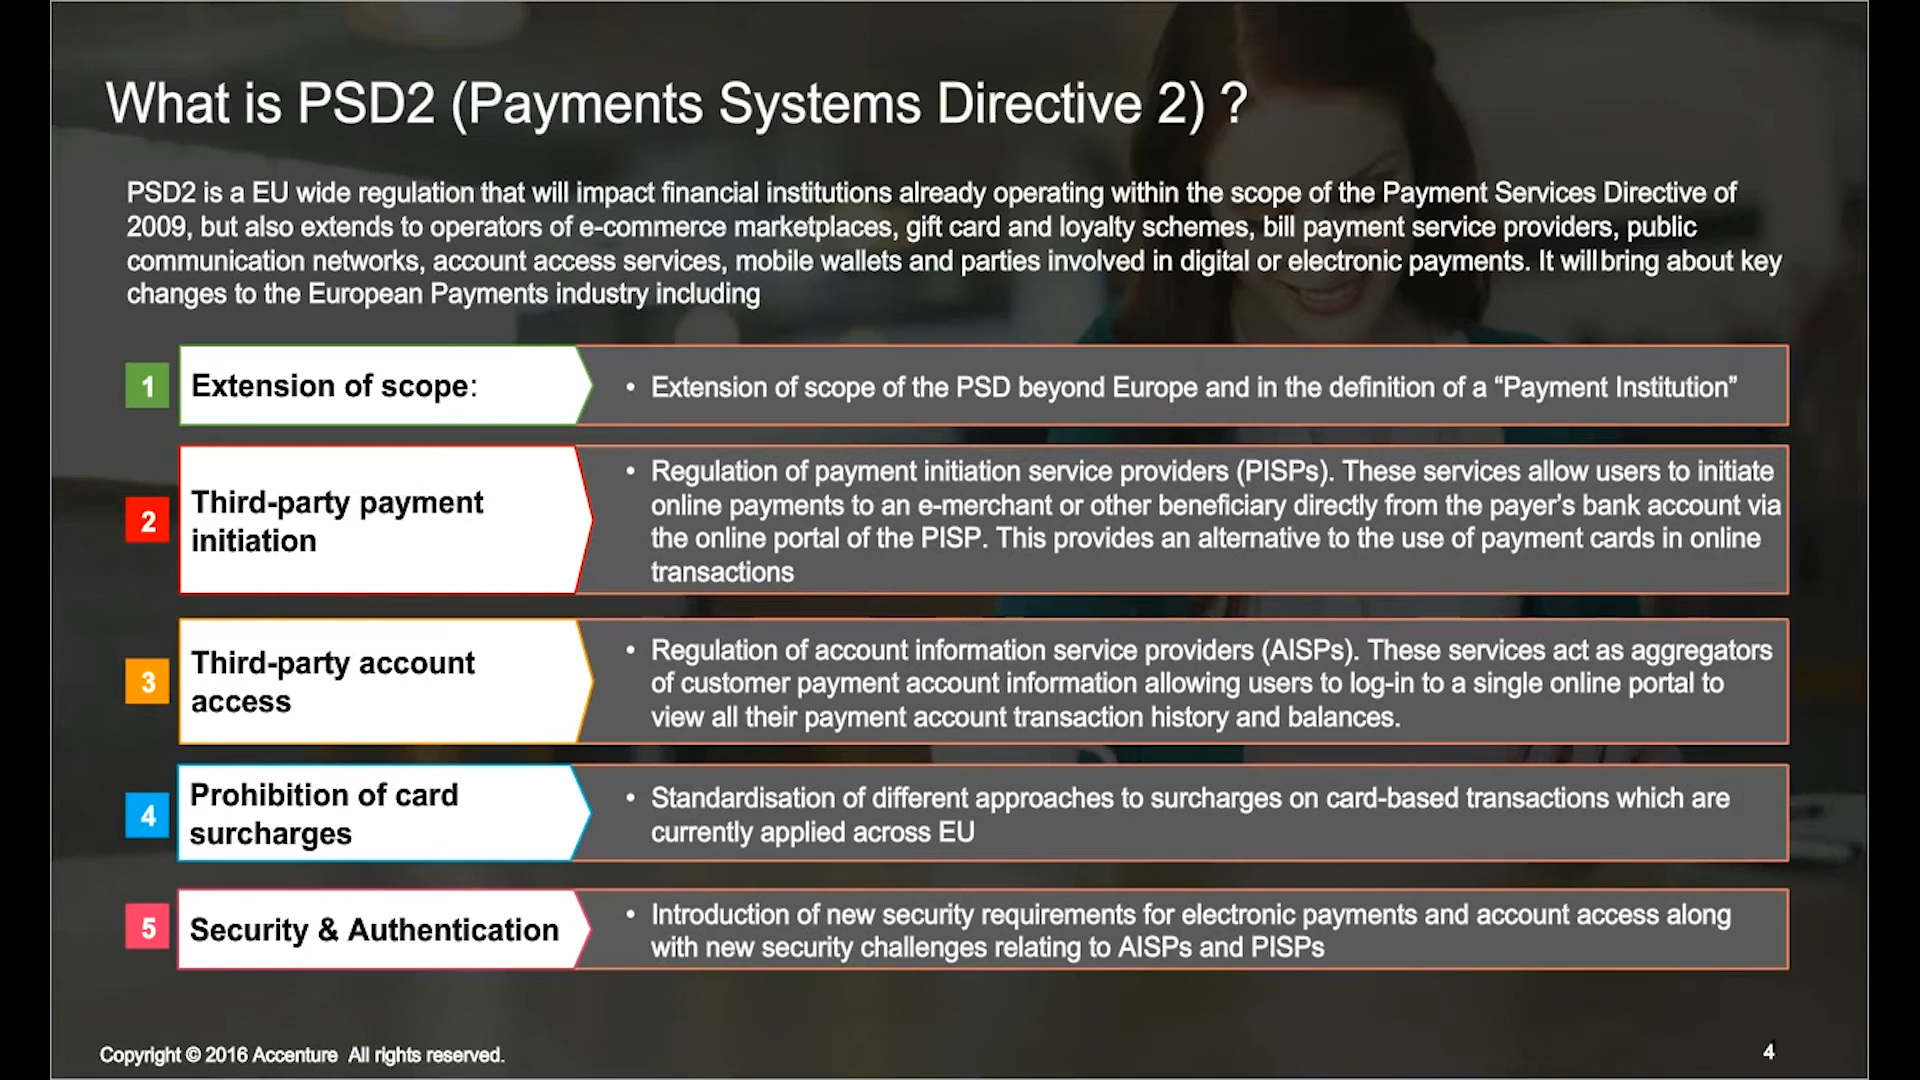 What is PSD2 (Payments Systems Directive 2) ?
PSD2 is a EU wide regulation that will impact financial institutions already operating within the scope of the Payment Services Directive of
2009, but also extends to operators of e-commerce marketplaces, gift card and loyalty schemes, bill payment service providers, public
communication networks, account access services, mobile wallets and parties involved in digital or electronic payments. It will bring about key
changes to the European Payments industry including
1
Extension of scope:
• Extension of scope of the PSD beyond Europe and in the definition of a “Payment Institution”
2
Third-party payment
initiation
• Regulation of payment initiation service providers (PISPs). These services allow users to initiate
online payments to an e-merchant or other beneficiary directly from the payer’s bank account via
the online portal of the PISP. This provides an alternative to the use of payment cards in online
transactions
3
Third-party account
access
• Regulation of account information service providers (AISPs). These services act as aggregators
of customer payment account information allowing users to log-in to a single online portal to
view all their payment account transaction history and balances.
4
Prohibition of card
surcharges
• Standardisation of different approaches to surcharges on card-based transactions which are
currently applied across EU
5
Security & Authentication
• Introduction of new security requirements for electronic payments and account access along
with new security challenges relating to AISPs and PISPs
Copyright © 2016 Accenture All rights reserved.
4